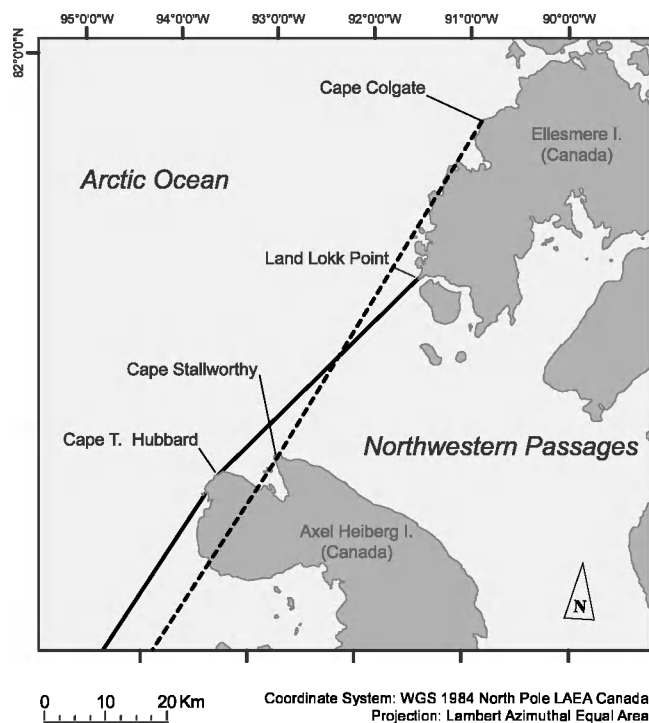 95°0'0"W 94°0'0"W 93°0'0"W 92°0'0"W 91°0'0"W 90°0'0"W
82°0'0"N
Cape Colgate
Ellesmere I.
(Canada)
Arctic Ocean
Land Lokk Point
Cape Stallworthy
Cape T. Hubbard
Northwestern Passages
Axel Heiberg I.
(Canada)
N
0 10 20 Km
Coordinate System: WGS 1984 North Pole LAEA Canada
Projection: Lambert Azimuthal Equal Area